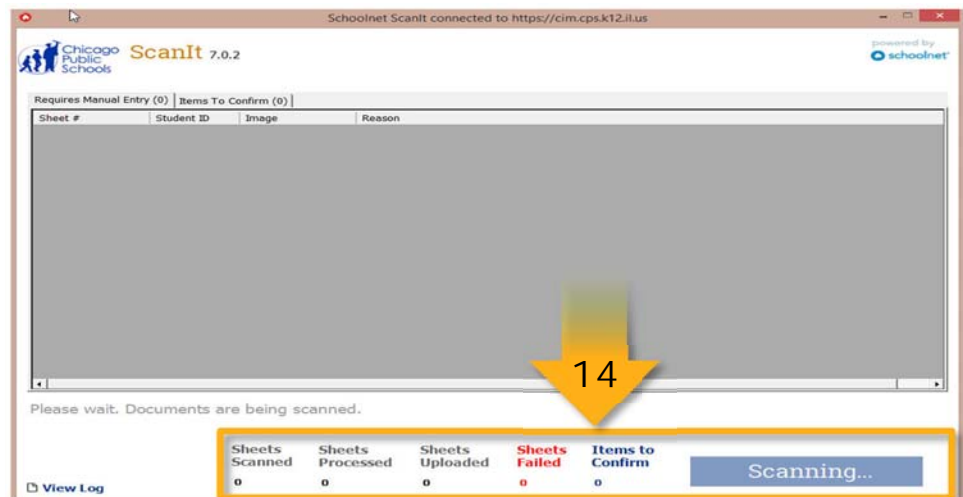 Schoolnet ScanIt connected to https://cim.cps.k12.il.us
Chicago
Public
Schools
ScanIt 7.0.2
powered by
schoolnet
Requires Manual Entry (0) Items To Confirm (0)
Sheet # Student ID Image Reason
14
Please wait. Documents are being scanned.
Sheets Scanned Sheets Processed Sheets Uploaded Sheets Failed Items to Confirm
0 0 0 0 0
Scanning...
View Log